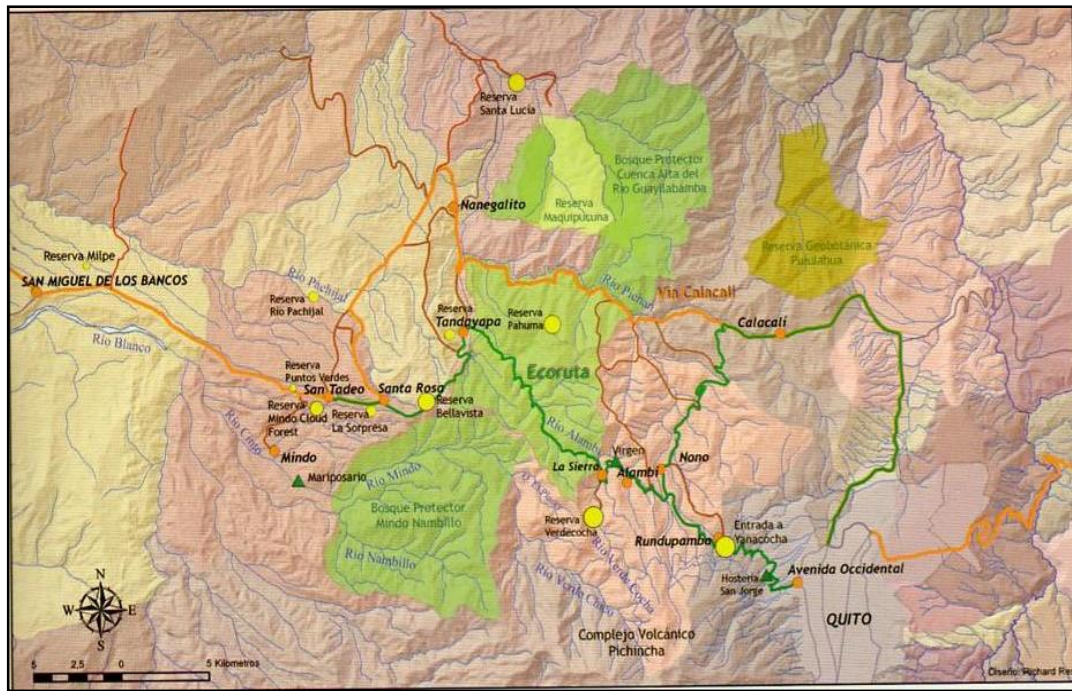 Reserva
Santa Lucía
Bosque Protector
Cuenca Alta del
Río Guayllabamba
Reserva
Maquipucuna
Nanegalito
Reserva Geobotánica
Pululahua
Reserva Milpe
SAN MIGUEL DE LOS BANCOS
Río Pachijal
Reserva
Río Pachijal
Río Pichan
Vía Calacalí
Río Blanco
Reserva
Tandayapa
Reserva
Pahuma
Calacalí
Ecoruta
Reserva
Puntos Verdes
San Tadeo
Santa Rosa
Reserva
Mindo Cloud
Forest
Reserva
La Sorpresa
Reserva
Bellavista
Río Cinto
Mindo
Mariposario
Río Mindo
Río Alambi
Virgen
La Sierra
Alambi
Nono
Bosque Protector
Mindo Nambillo
Reserva
Verdecocha
Rundupamba
Entrada a
Yanacocha
Río Nambillo
Río Verde Chico
Río Verde Cocha
Hostería
San Jorge
Avenida Occidental
QUITO
Complejo Volcánico
Pichincha
N
W
E
S
5
2,5
0
5 Kilometros
Diseño: Richard